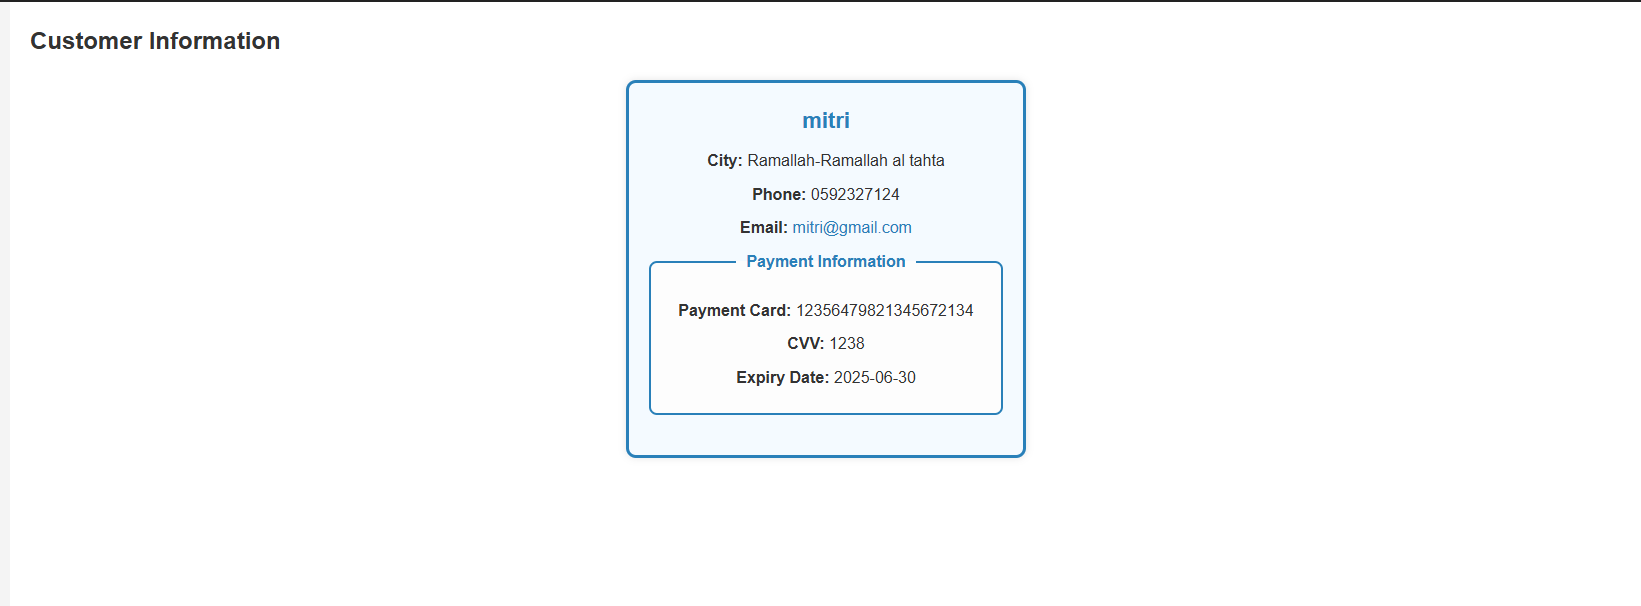 Customer Information
mitri
City: Ramallah-Ramallah al tahta
Phone: 0592327124
Email: mitri@gmail.com
Payment Information
Payment Card: 12356479821345672134
CVV: 1238
Expiry Date: 2025-06-30